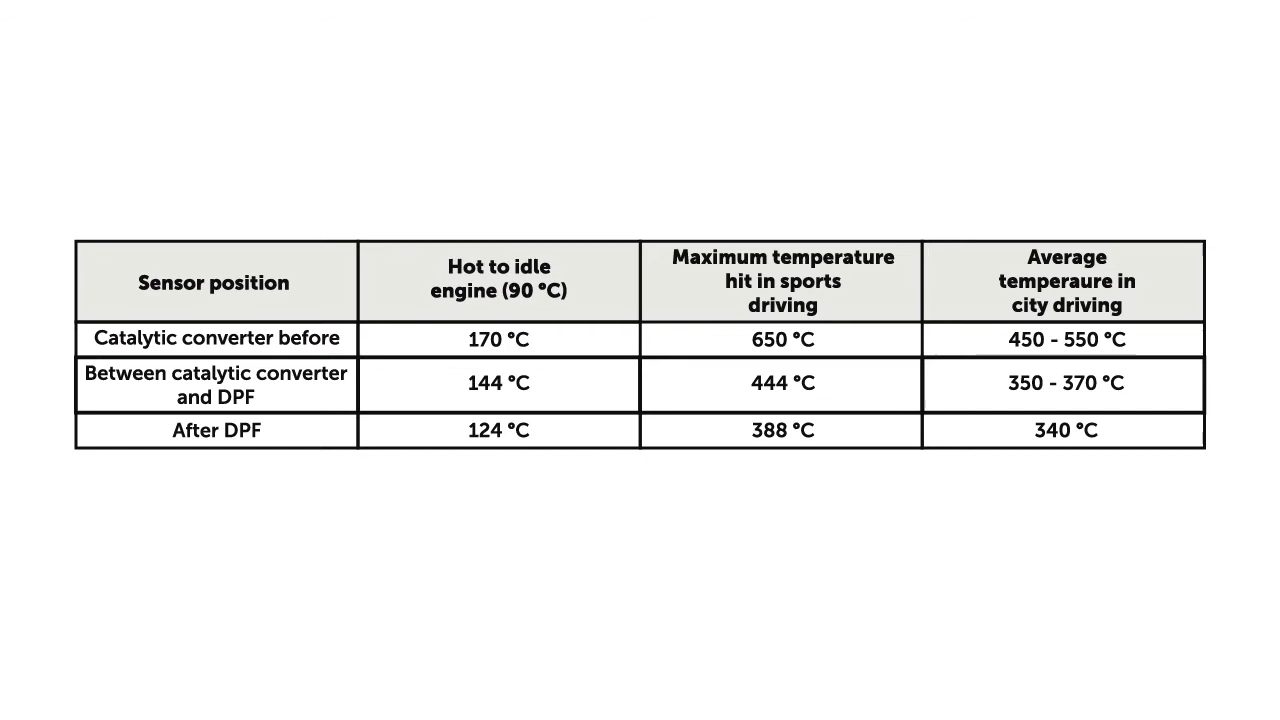 Sensor position
Hot to idle
engine (90 °C)
Maximum temperature
hit in sports
driving
Average
temperaure in
city driving
Catalytic converter before
170 °C
650 °C
450 - 550 °C
Between catalytic converter
and DPF
144 °C
444 °C
350 - 370 °C
After DPF
124 °C
388 °C
340 °C